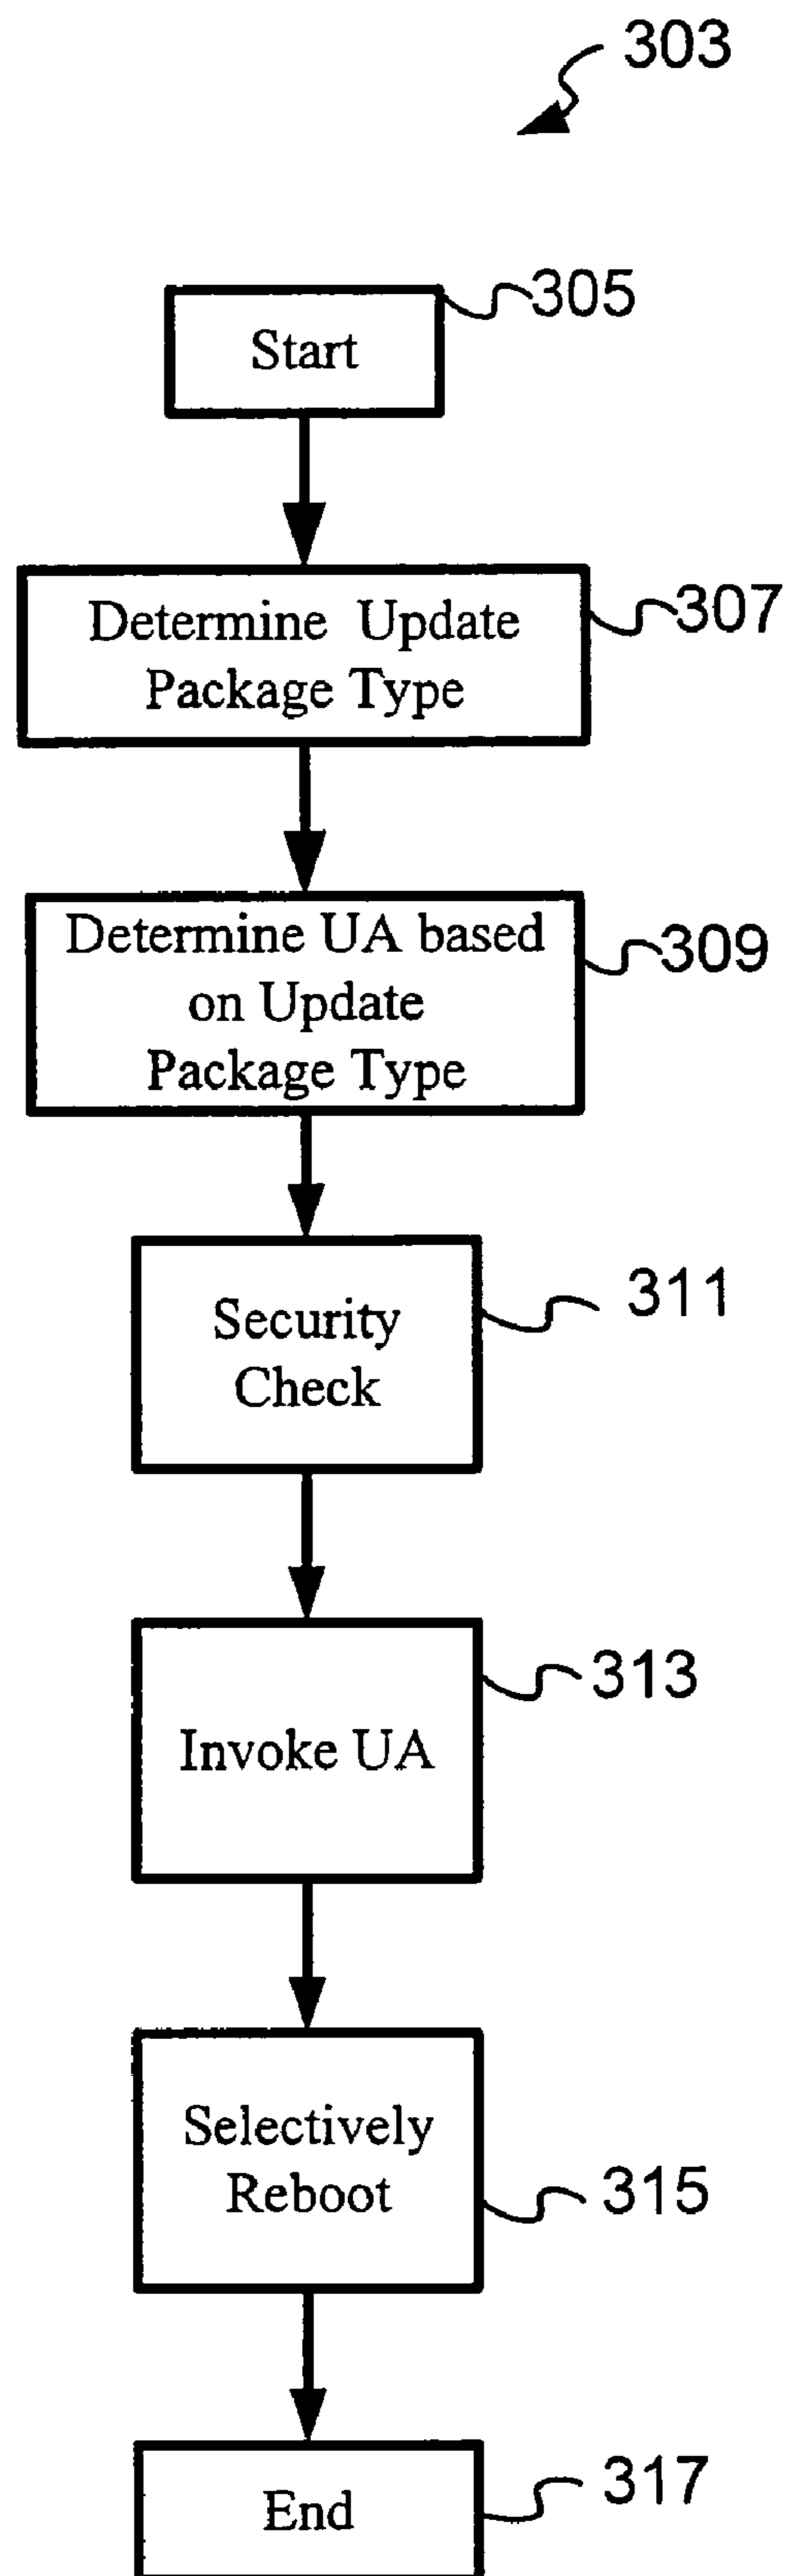 303
Start
305
Determine Update
Package Type
307
Determine UA based
on Update
Package Type
309
Security
Check
311
Invoke UA
313
Selectively
Reboot
315
End
317